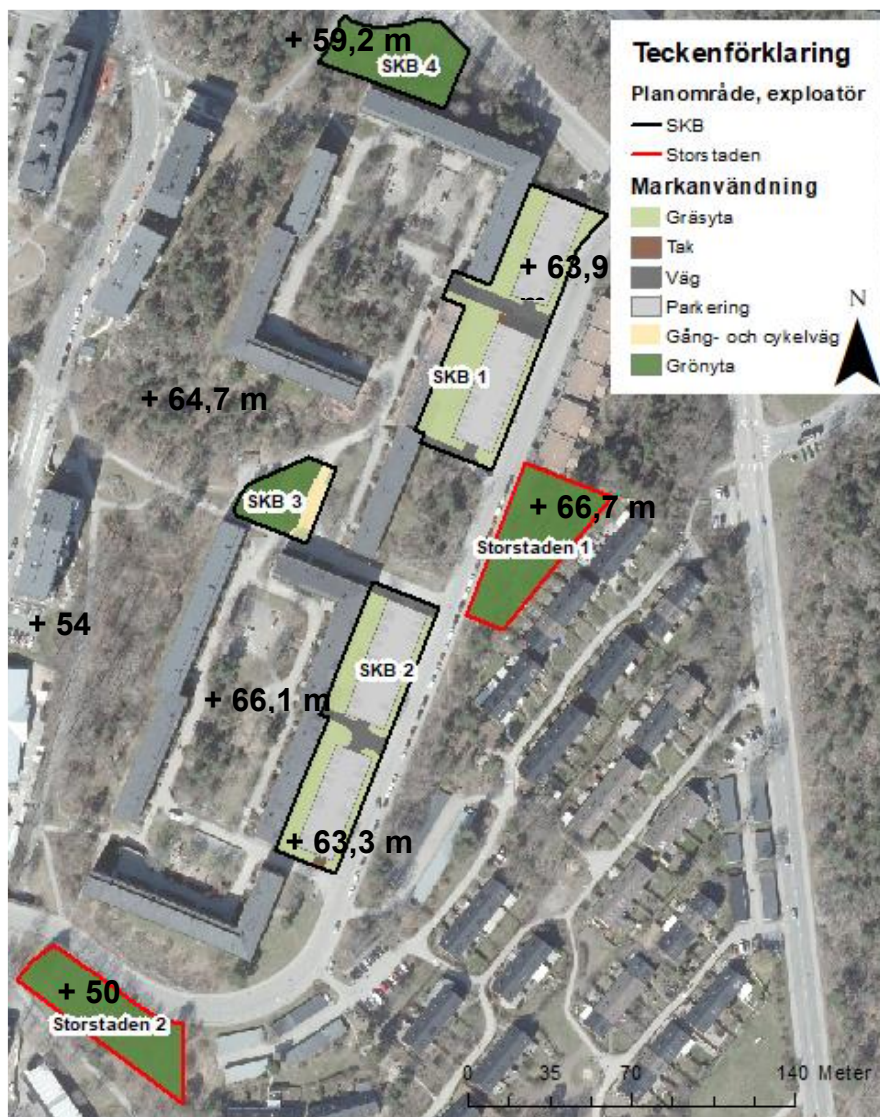 + 59,2 m
SKB 4
Teckenförklaring
Planområde, exploatör
SKB
Storstaden
Markanvändning
Gräsyta
Tak
Väg
Parkering
Gång- och cykelväg
Grönyta
N
+ 63,9
SKB 1
+ 64,7 m
SKB 3
+ 66,7 m
Storstaden 1
+ 54
SKB 2
+ 66,1 m
+ 63,3 m
+ 50
Storstaden 2
0 35 70 140 Meter